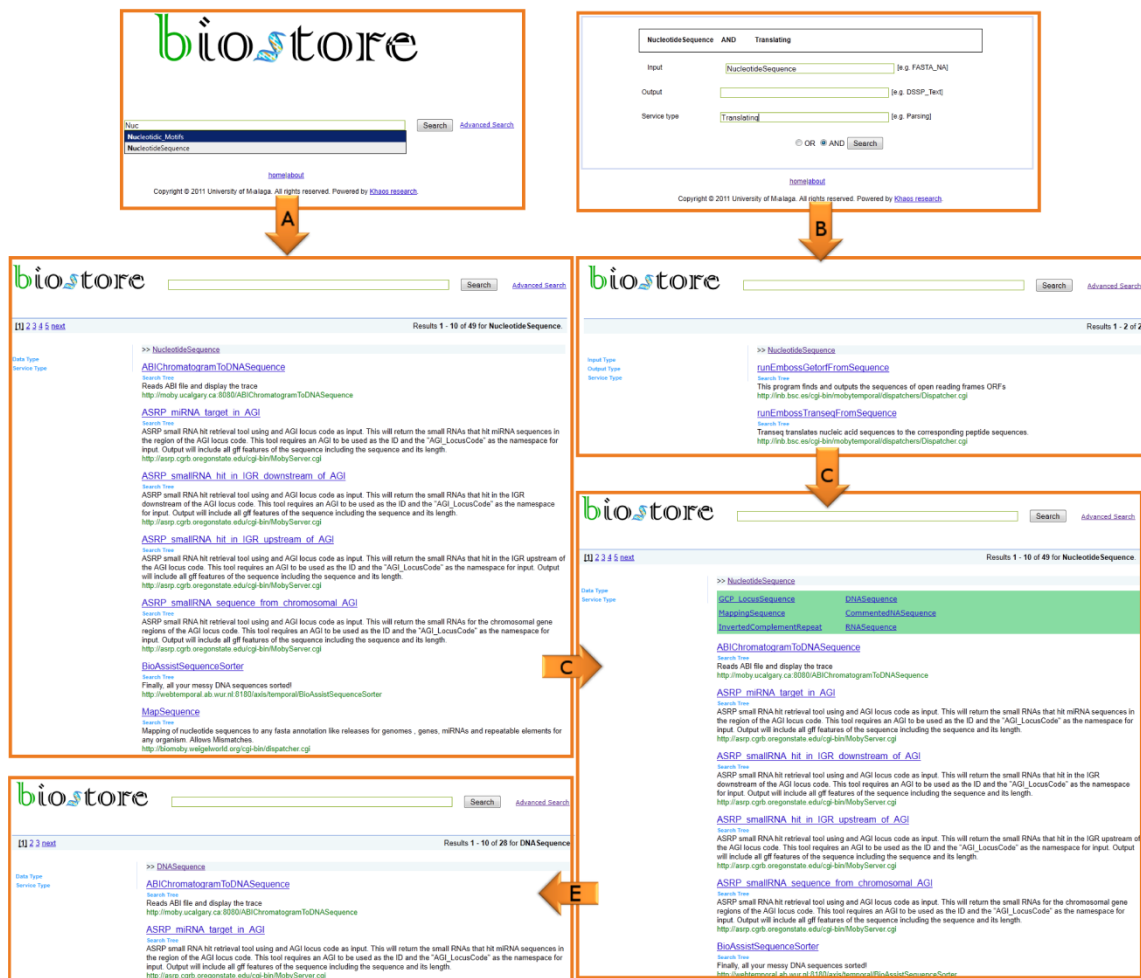 biostore
Nuc
Search
Advanced Search
Nucleotidic_Motifs
NucleotideSequence
home|about
Copyright © 2011 University of Malaga. All rights reserved. Powered by Khaos research.
A
NucleotideSequence AND Translating
Input NucleotideSequence [e.g. FASTA_NA]
Output [e.g. DSSP_Text]
Service type Translating [e.g. Parsing]
OR AND Search
home|about
Copyright © 2011 University of Malaga. All rights reserved. Powered by Khaos research.
B
biostore
Search
Advanced Search
[1] 2 3 4 5 next
Results 1 - 10 of 49 for NucleotideSequence.
Data Type
Service Type
>> NucleotideSequence
ABIChromatogramToDNASequence
Search Tree
Reads ABI file and display the trace
http://moby.ucalgary.ca:8080/ABIChromatogramToDNASequence
ASRP_miRNA_target_in_AGI
Search Tree
ASRP small RNA hit retrieval tool using and AGI locus code as input. This will return the small RNAs that hit miRNA sequences in
the region of the AGI locus code. This tool requires an AGI to be used as the ID and the "AGI_LocusCode" as the namespace for
input. Output will include all gff features of the sequence including the sequence and its length.
http://asrp.cgrb.oregonstate.edu/cgi-bin/MobyServer.cgi
ASRP_smallRNA_hit_in_IGR_downstream_of_AGI
Search Tree
ASRP small RNA hit retrieval tool using and AGI locus code as input. This will return the small RNAs that hit in the IGR
downstream of the AGI locus code. This tool requires an AGI to be used as the ID and the "AGI_LocusCode" as the namespace
for input. Output will include all gff features of the sequence including the sequence and its length.
http://asrp.cgrb.oregonstate.edu/cgi-bin/MobyServer.cgi
ASRP_smallRNA_hit_in_IGR_upstream_of_AGI
Search Tree
ASRP small RNA hit retrieval tool using and AGI locus code as input. This will return the small RNAs that hit in the IGR upstream of
the AGI locus code. This tool requires an AGI to be used as the ID and the "AGI_LocusCode" as the namespace for input. Output
will include all gff features of the sequence including the sequence and its length.
http://asrp.cgrb.oregonstate.edu/cgi-bin/MobyServer.cgi
ASRP_smallRNA_sequence_from_chromosomal_AGI
Search Tree
ASRP small RNA hit retrieval tool using and AGI locus code as input. This will return the small RNAs for the chromosomal gene
regions of the AGI locus code. This tool requires an AGI to be used as the ID and the "AGI_LocusCode" as the namespace for
input. Output will include all gff features of the sequence including the sequence and its length.
http://asrp.cgrb.oregonstate.edu/cgi-bin/MobyServer.cgi
BioAssistSequenceSorter
Search Tree
Finally, all your messy DNA sequences sorted!
http://webtemporal.ab.wur.nl:8180/axis/temporal/BioAssistSequenceSorter
MapSequence
Search Tree
Mapping of nucleotide sequences to any fasta annotation like releases for genomes , genes, miRNAs and repeatable elements for
any organism. Allows Mismatches.
http://biomoby.weigelworld.org/cgi-bin/dispatcher.cgi
C
biostore
Search
Advanced Search
Results 1 - 2 of 2
Input Type
Output Type
Service Type
>> NucleotideSequence
runEmbossGetorfFromSequence
Search Tree
This program finds and outputs the sequences of open reading frames ORFs
http://inb.bsc.es/cgi-bin/mobytemporal/dispatchers/Dispatcher.cgi
runEmbossTranseqFromSequence
Search Tree
Transeq translates nucleic acid sequences to the corresponding peptide sequences.
http://inb.bsc.es/cgi-bin/mobytemporal/dispatchers/Dispatcher.cgi
C
biostore
Search
Advanced Search
[1] 2 3 4 5 next
Results 1 - 10 of 49 for NucleotideSequence.
Data Type
Service Type
>> NucleotideSequence
GCP_LocusSequence DNASequence
MappingSequence CommentedNASequence
InvertedComplementRepeat RNASequence
ABIChromatogramToDNASequence
Search Tree
Reads ABI file and display the trace
http://moby.ucalgary.ca:8080/ABIChromatogramToDNASequence
ASRP_miRNA_target_in_AGI
Search Tree
ASRP small RNA hit retrieval tool using and AGI locus code as input. This will return the small RNAs that hit miRNA sequences in
the region of the AGI locus code. This tool requires an AGI to be used as the ID and the "AGI_LocusCode" as the namespace for
input. Output will include all gff features of the sequence including the sequence and its length.
http://asrp.cgrb.oregonstate.edu/cgi-bin/MobyServer.cgi
ASRP_smallRNA_hit_in_IGR_downstream_of_AGI
Search Tree
ASRP small RNA hit retrieval tool using and AGI locus code as input. This will return the small RNAs that hit in the IGR
downstream of the AGI locus code. This tool requires an AGI to be used as the ID and the "AGI_LocusCode" as the namespace
for input. Output will include all gff features of the sequence including the sequence and its length.
http://asrp.cgrb.oregonstate.edu/cgi-bin/MobyServer.cgi
ASRP_smallRNA_hit_in_IGR_upstream_of_AGI
Search Tree
ASRP small RNA hit retrieval tool using and AGI locus code as input. This will return the small RNAs that hit in the IGR upstream of
the AGI locus code. This tool requires an AGI to be used as the ID and the "AGI_LocusCode" as the namespace for input. Output
will include all gff features of the sequence including the sequence and its length.
http://asrp.cgrb.oregonstate.edu/cgi-bin/MobyServer.cgi
ASRP_smallRNA_sequence_from_chromosomal_AGI
Search Tree
ASRP small RNA hit retrieval tool using and AGI locus code as input. This will return the small RNAs for the chromosomal gene
regions of the AGI locus code. This tool requires an AGI to be used as the ID and the "AGI_LocusCode" as the namespace for
input. Output will include all gff features of the sequence including the sequence and its length.
http://asrp.cgrb.oregonstate.edu/cgi-bin/MobyServer.cgi
BioAssistSequenceSorter
Search Tree
Finally, all your messy DNA sequences sorted!
http://webtemporal.ab.wur.nl:8180/axis/temporal/BioAssistSequenceSorter
E
biostore
Search
Advanced Search
[1] 2 3 next
Results 1 - 10 of 28 for DNASequence
Data Type
Service Type
>> DNASequence
ABIChromatogramToDNASequence
Search Tree
Reads ABI file and display the trace
http://moby.ucalgary.ca:8080/ABIChromatogramToDNASequence
ASRP_miRNA_target_in_AGI
Search Tree
ASRP small RNA hit retrieval tool using and AGI locus code as input. This will return the small RNAs that hit miRNA sequences in
the region of the AGI locus code. This tool requires an AGI to be used as the ID and the "AGI_LocusCode" as the namespace for
input. Output will include all gff features of the sequence including the sequence and its length.
http://asrp.cgrb.oregonstate.edu/cgi-bin/MobyServer.cgi